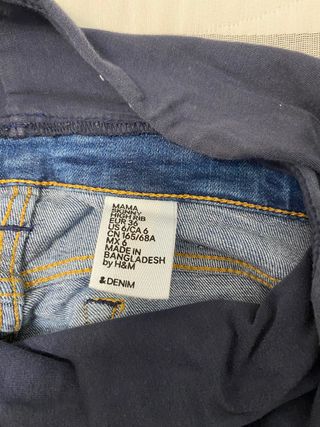 MAMA
SKINNY
HIGH RIB
EUR 36
US 6/CA 6
CN 165/68A
MX 6
MADE IN
BANGLADESH
by H&M
&DENIM